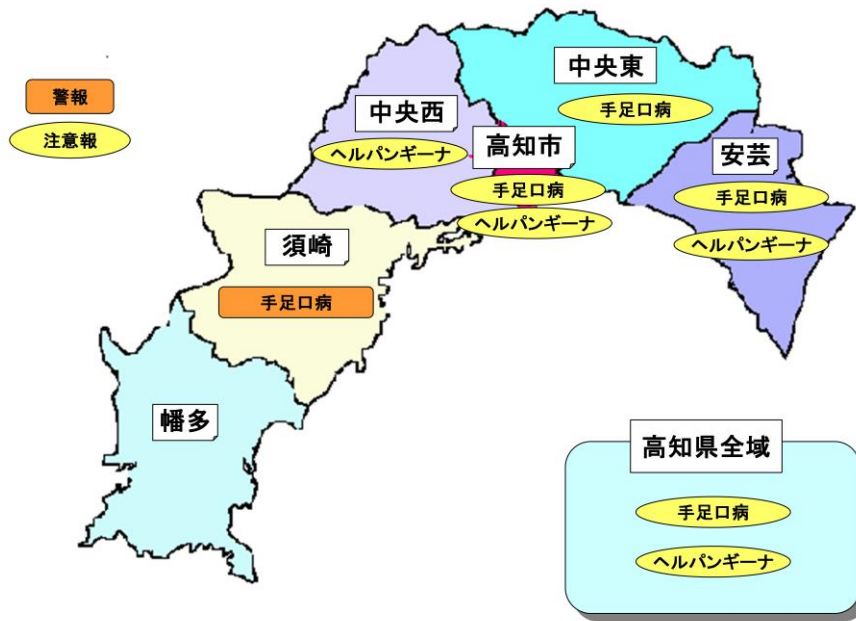 警報
注意報
中央東
手足口病
中央西
ヘルパンギーナ
高知市
手足口病
ヘルパンギーナ
安芸
手足口病
ヘルパンギーナ
須崎
手足口病
幡多
高知県全域
手足口病
ヘルパンギーナ